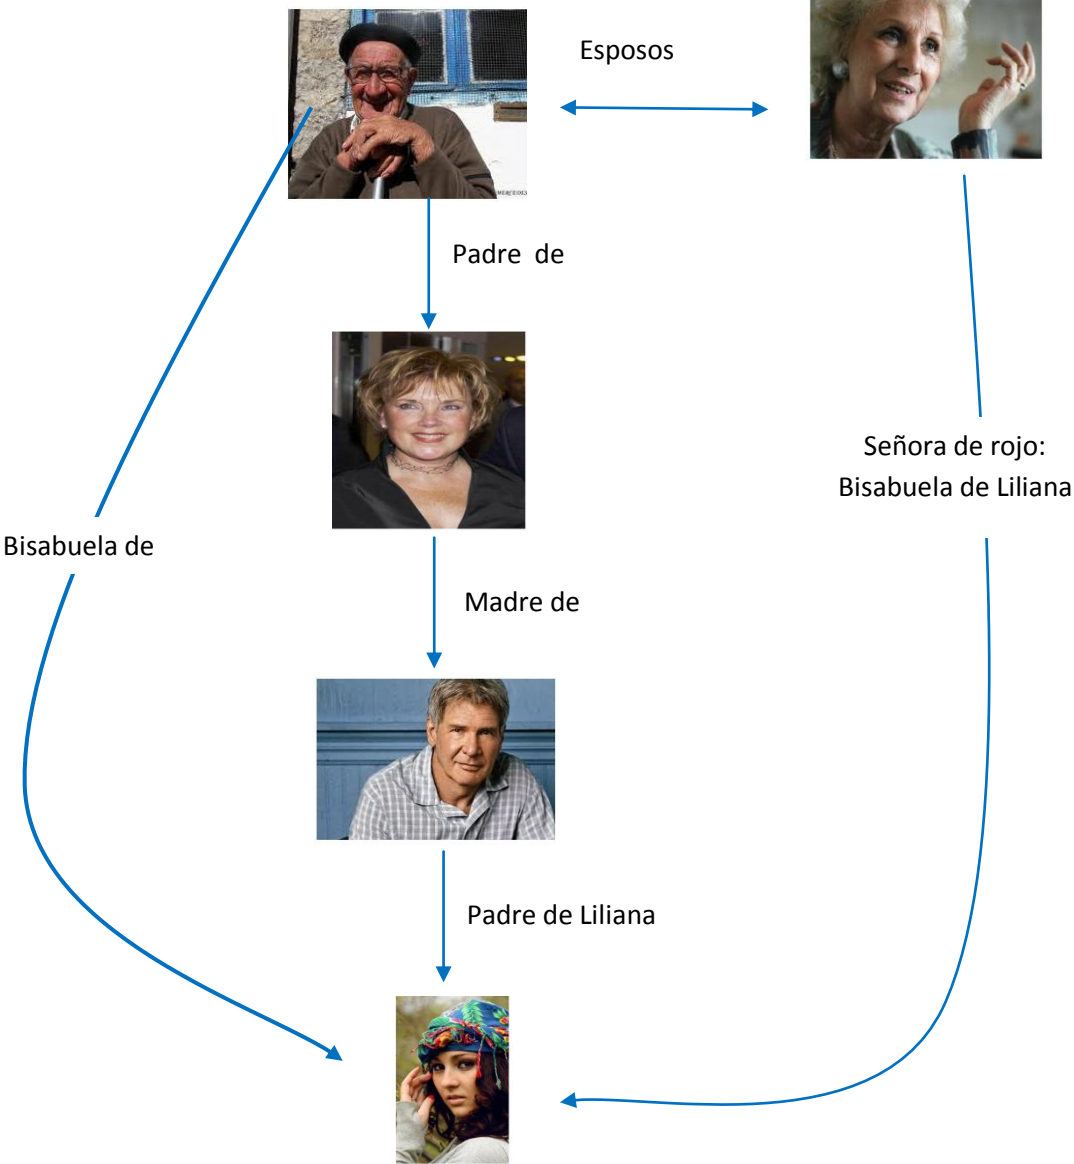 Esposos
Padre  de
Señora de rojo:
Bisabuela de Liliana
Bisabuela de
Madre de
Padre de Liliana